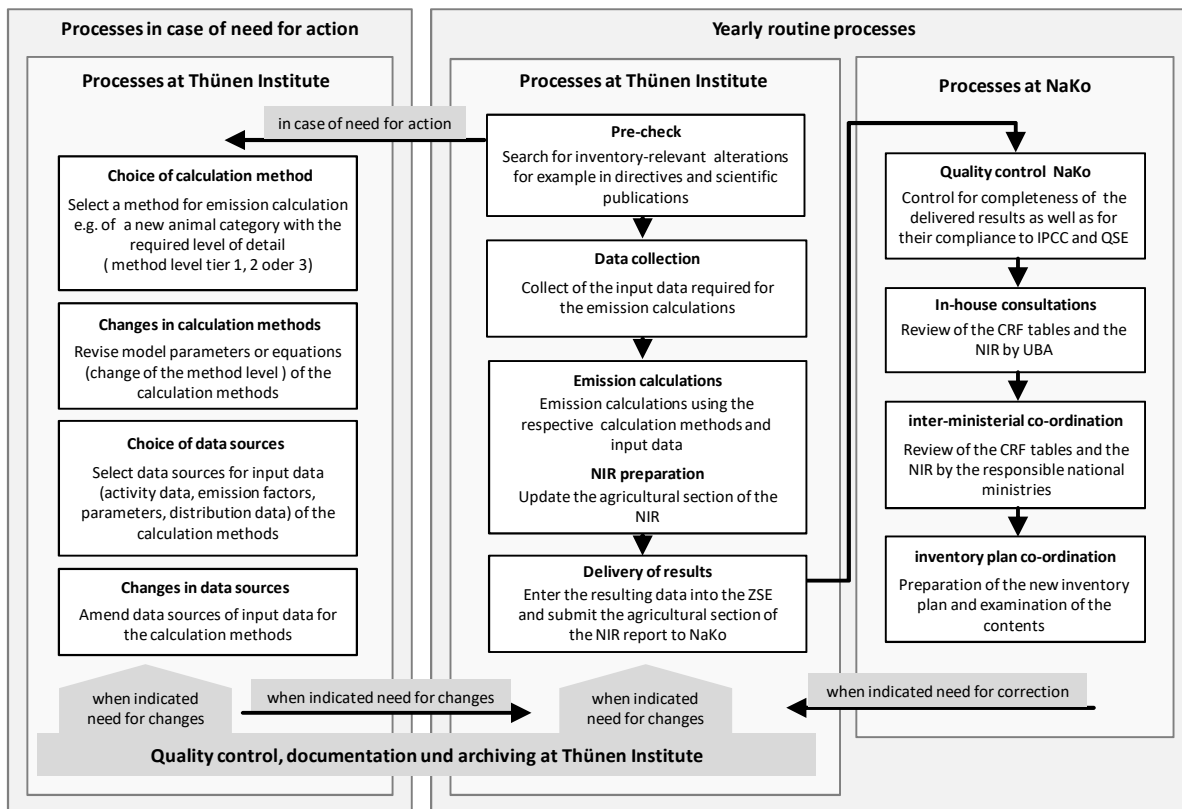 Processes in case of need for action
Processes at Thünen Institute
in case of need for action
Choice of calculation method
Select a method for emission calculation
e.g. of a new animal category with the
required level of detail
( method level tier 1, 2 oder 3)
Changes in calculation methods
Revise model parameters or equations
(change of the method level ) of the
calculation methods
Choice of data sources
Select data sources for input data
(activity data, emission factors,
parameters, distribution data) of the
calculation methods
Changes in data sources
Amend data sources of input data for
the calculation methods
when indicated
need for changes
when indicated need for changes
Yearly routine processes
Processes at Thünen Institute
Pre-check
Search for inventory-relevant alterations
for example in directives and scientific
publications
Data collection
Collect of the input data required for
the emission calculations
Emission calculations
Emission calculations using the
respective calculation methods and
input data
NIR preparation
Update the agricultural section of the
NIR
Delivery of results
Enter the resulting data into the ZSE
and submit the agricultural section of
the NIR report to NaKo
when indicated
need for changes
Processes at NaKo
Quality control NaKo
Control for completeness of the
delivered results as well as for
their compliance to IPCC and QSE
In-house consultations
Review of the CRF tables and the
NIR by UBA
inter-ministerial co-ordination
Review of the CRF tables and the
NIR by the responsible national
ministries
inventory plan co-ordination
Preparation of the new inventory
plan and examination of the
contents
when indicated need for correction
Quality control, documentation und archiving at Thünen Institute